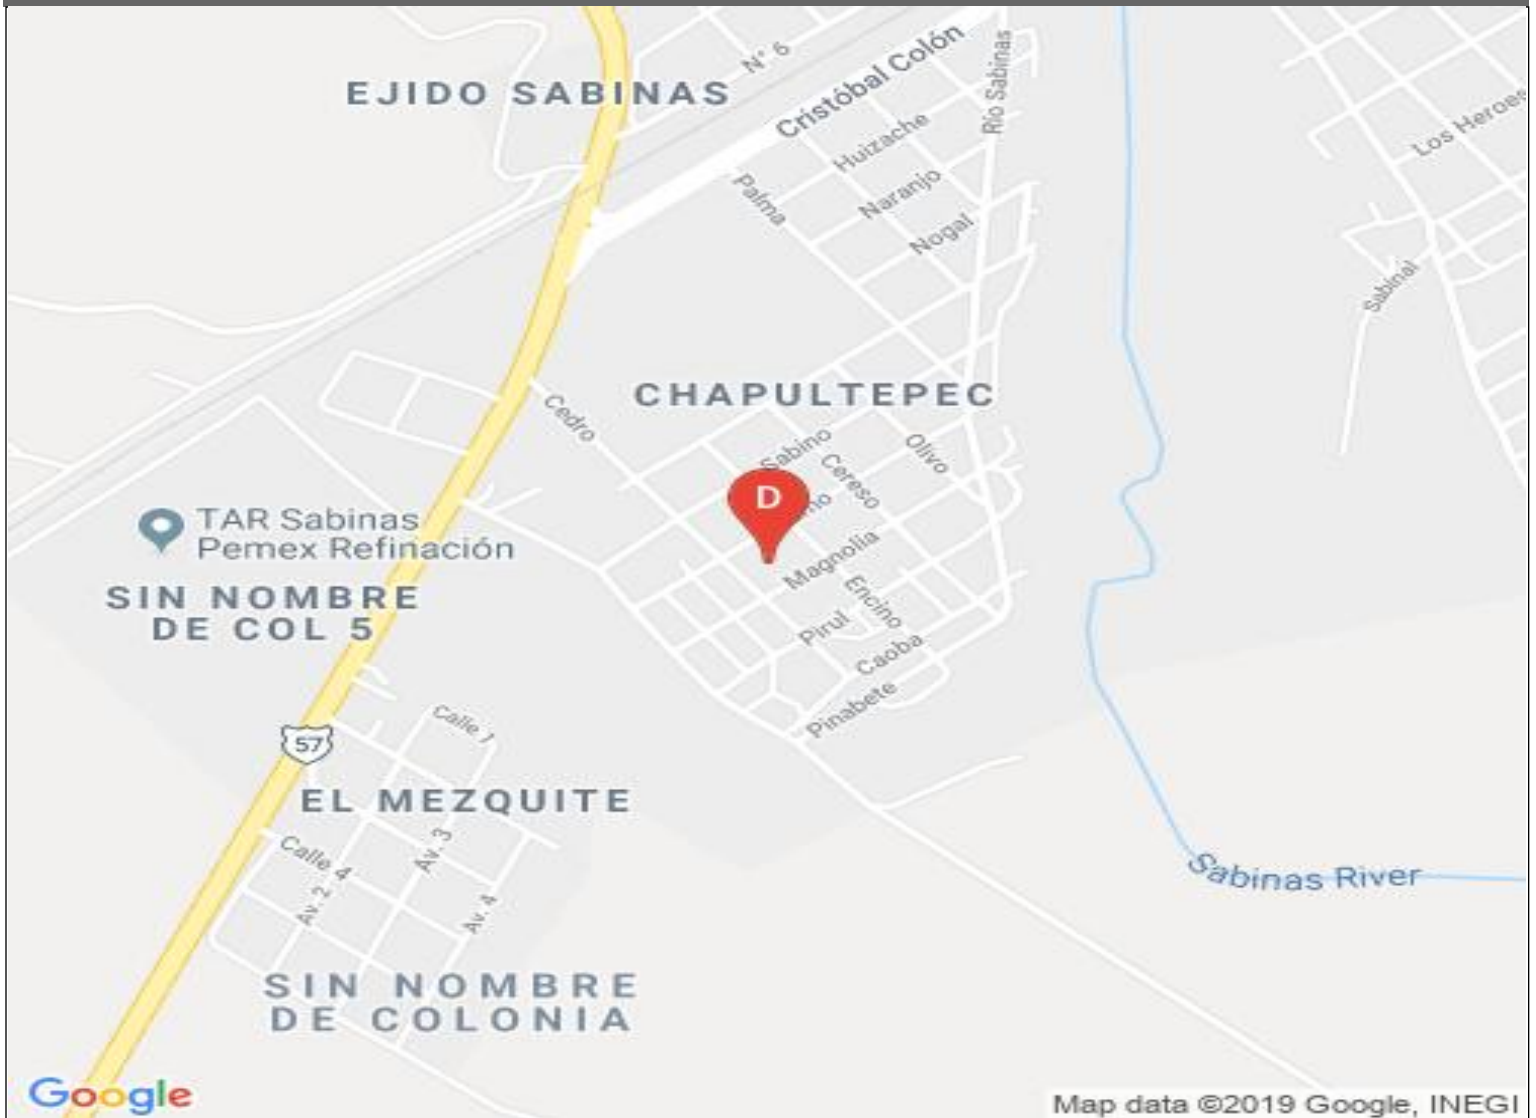 N° 6
Cristóbal Colón
EJIDO SABINAS
Río Sabinas
Los Heroes
Huizache
Palma
Naranjo
Nogal
Sabinal
CHAPULTEPEC
Cedro
Sabino
Olivo
Cereso
D
TAR Sabinas
Pemex Refinación
Magnolia
SIN NOMBRE
DE COL 5
Encino
Pirul
Caoba
Pinabete
Calle 1
57
EL MEZQUITE
Calle 4
Av. 3
Av. 2
Av. 4
Sabinas River
SIN NOMBRE
DE COLONIA
Google
Map data ©2019 Google, INEGI